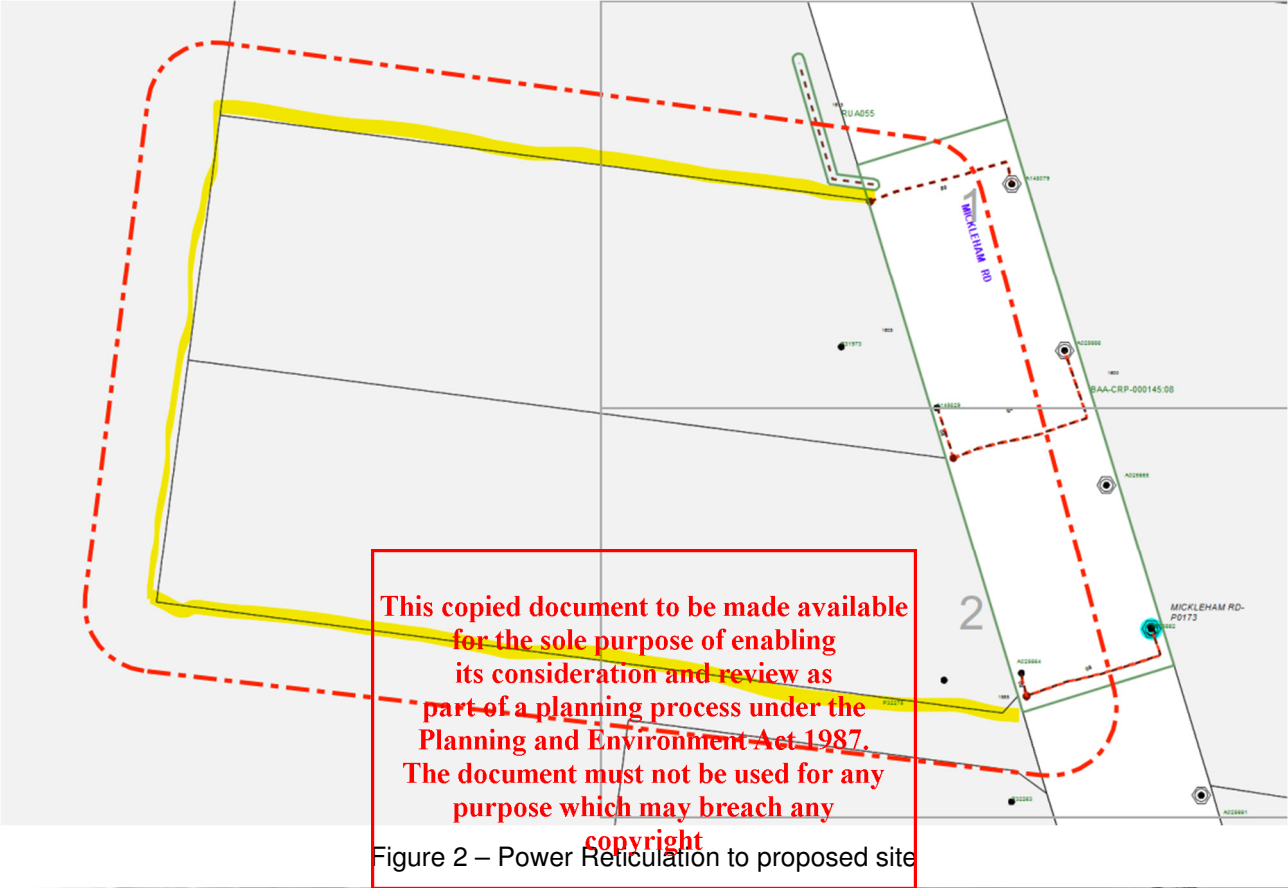 RUA055
A148079
1
MICKLEHAM RD
1605
BAA-CRP-000145:08
2
MICKLEHAM RD-
P0173
This copied document to be made available
for the sole purpose of enabling
its consideration and review as
part of a planning process under the
Planning and Environment Act 1987.
The document must not be used for any
purpose which may breach any
copyright
Figure 2 – Power Reticulation to proposed site